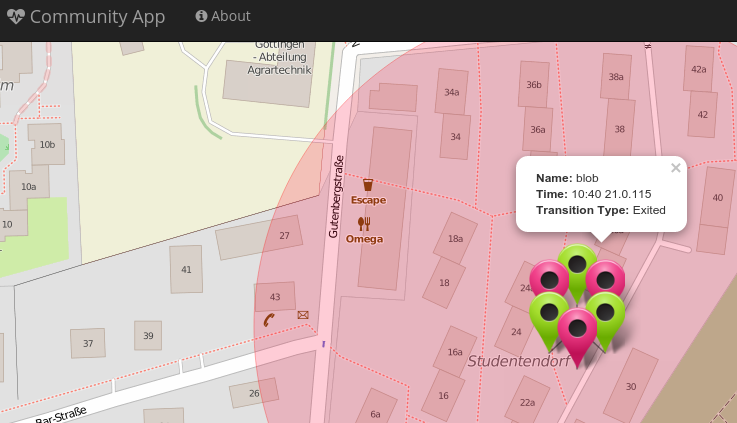 Community App
About
Göttingen
- Abteilung
Agrartechnik
38a
42a
34a
36b
42
36a
38
10b
34
Gutenbergstraße
Name: blob
Time: 10:40 21.0.115
Transition Type: Exited
×
10a
40
Escape
10
27
Omega
18a
41
18
43
24
37
39
16a
Studentendorf
30
26
16
22a
6a
Bar-Straße